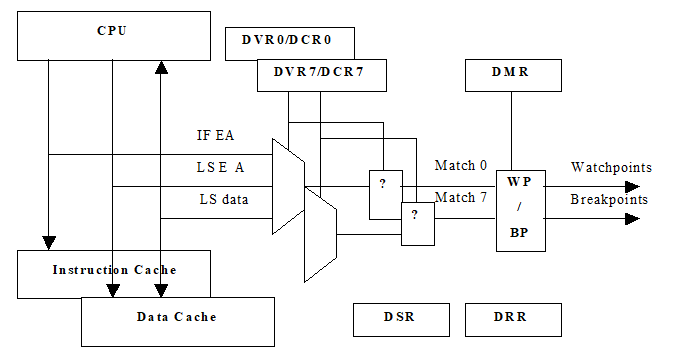 CPU
DVR0/DCR0
DVR7/DCR7
DMR
IF EA
LSE A
LS data
Match 0
Match 7
?
?
WP
/
BP
Watchpoints
Breakpoints
Instruction Cache
Data Cache
DSR
DRR